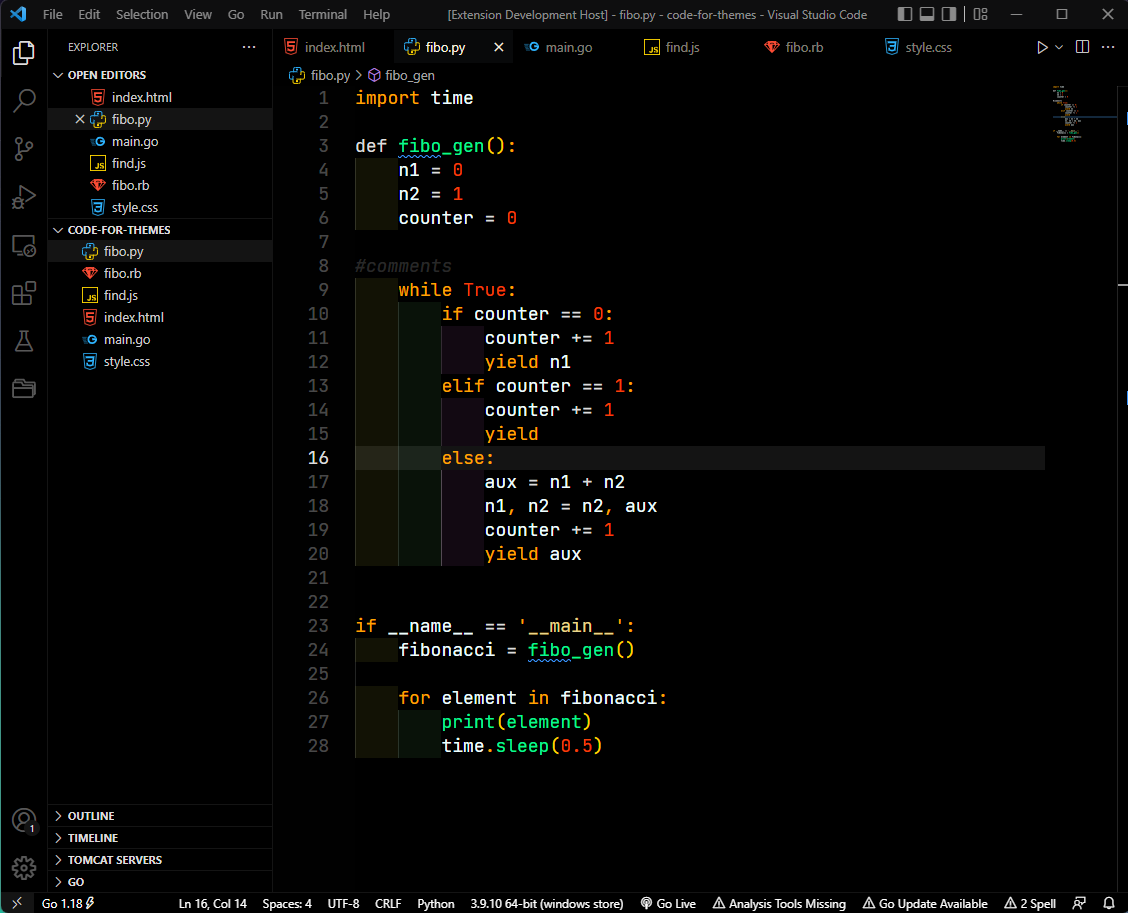 File Edit Selection View Go Run Terminal Help [Extension Development Host] - fibo.py - code-for-themes - Visual Studio Code
EXPLORER
index.html fibo.py main.go find.js fibo.rb style.css
fibo.py > fibo_gen
OPEN EDITORS
index.html
fibo.py
main.go
find.js
fibo.rb
style.css
CODE-FOR-THEMES
fibo.py
fibo.rb
find.js
index.html
main.go
style.css
OUTLINE
TIMELINE
TOMCAT SERVERS
GO
1 import time
2
3 def fibo_gen():
4     n1 = 0
5     n2 = 1
6     counter = 0
7
8 #comments
9     while True:
10         if counter == 0:
11             counter += 1
12             yield n1
13         elif counter == 1:
14             counter += 1
15             yield
16         else:
17             aux = n1 + n2
18             n1, n2 = n2, aux
19             counter += 1
20             yield aux
21
22
23 if __name__ == '__main__':
24     fibonacci = fibo_gen()
25
26     for element in fibonacci:
27         print(element)
28         time.sleep(0.5)
1
Go 1.18 Ln 16, Col 14 Spaces: 4 UTF-8 CRLF Python 3.9.10 64-bit (windows store) Go Live Analysis Tools Missing Go Update Available 2 Spell